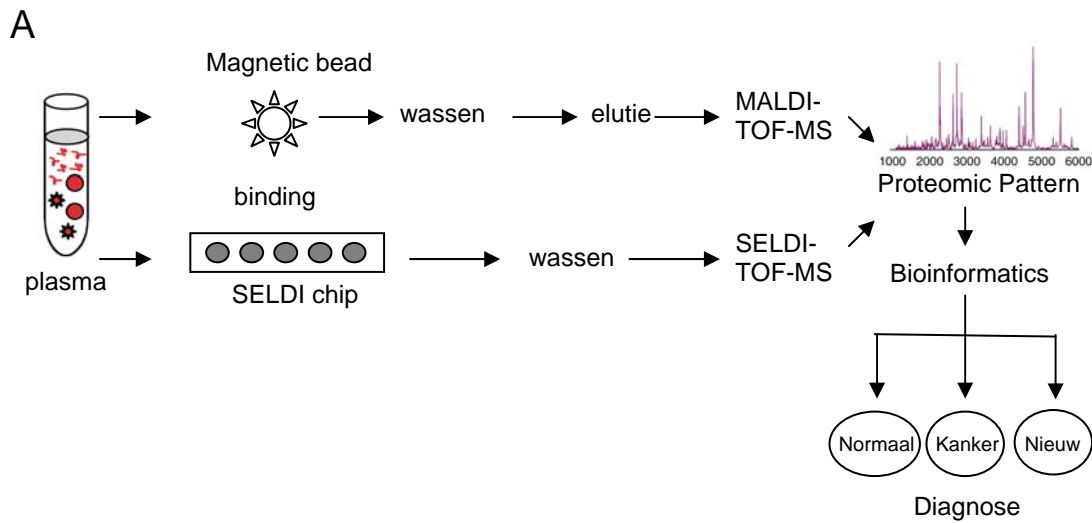 A
Magnetic bead
wassen
elutie
MALDI-
TOF-MS
1000 2000 3000 4000 5000 6000
Proteomic Pattern
binding
plasma
SELDI chip
wassen
SELDI-
TOF-MS
Bioinformatics
Normaal
Kanker
Nieuw
Diagnose